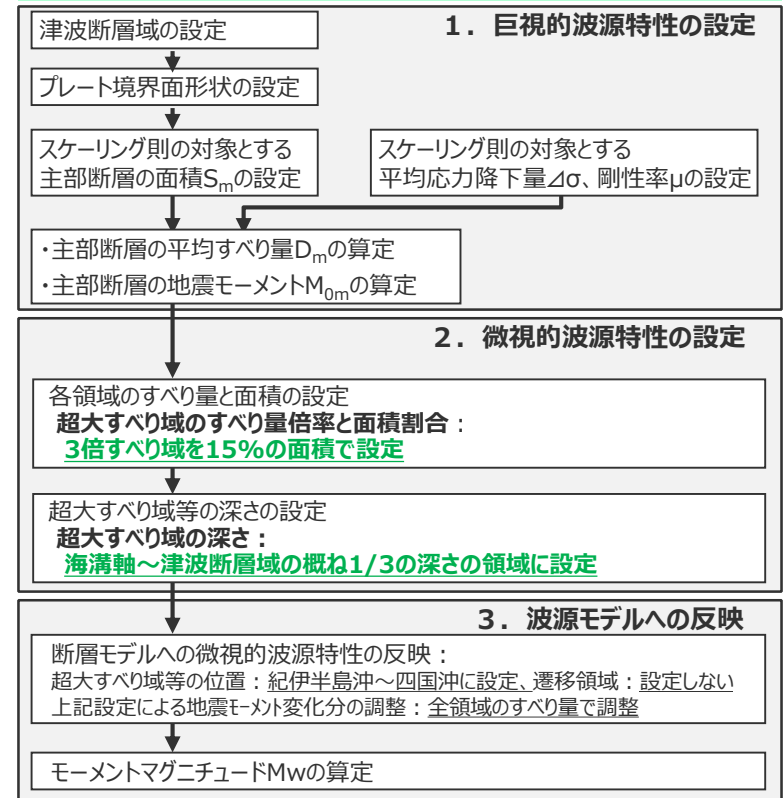 1．巨視的波源特性の設定
津波断層域の設定
プレート境界面形状の設定
スケーリング則の対象とする
主部断層の面積Smの設定
スケーリング則の対象とする
平均応力降下量⊿σ、剛性率μの設定
・主部断層の平均すべり量Dmの算定
・主部断層の地震モーメントM0mの算定
2．微視的波源特性の設定
各領域のすべり量と面積の設定
超大すべり域のすべり量倍率と面積割合：
3倍すべり域を15%の面積で設定
超大すべり域等の深さの設定
超大すべり域の深さ：
海溝軸～津波断層域の概ね1/3の深さの領域に設定
3．波源モデルへの反映
断層モデルへの微視的波源特性の反映：
超大すべり域等の位置：紀伊半島沖～四国沖に設定、遷移領域：設定しない
上記設定による地震モーメント変化分の調整：全領域のすべり量で調整
モーメントマグニチュードMwの算定